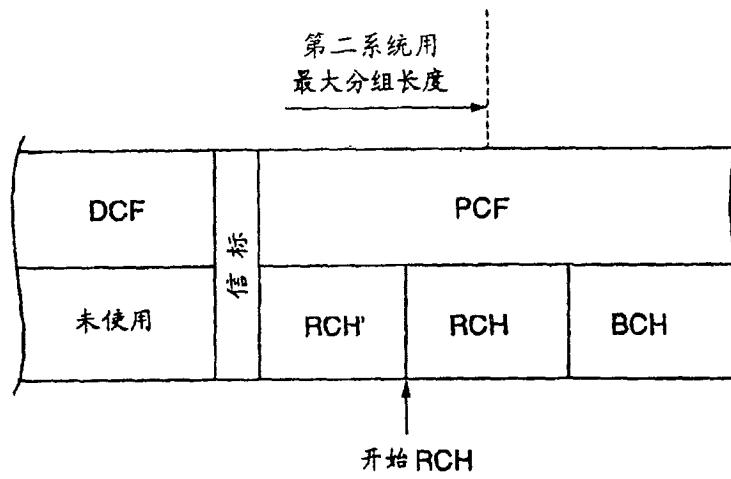 第二系统用
最大分组长度
DCF
信标
PCF
未使用
RCH'
RCH
BCH
开始 RCH